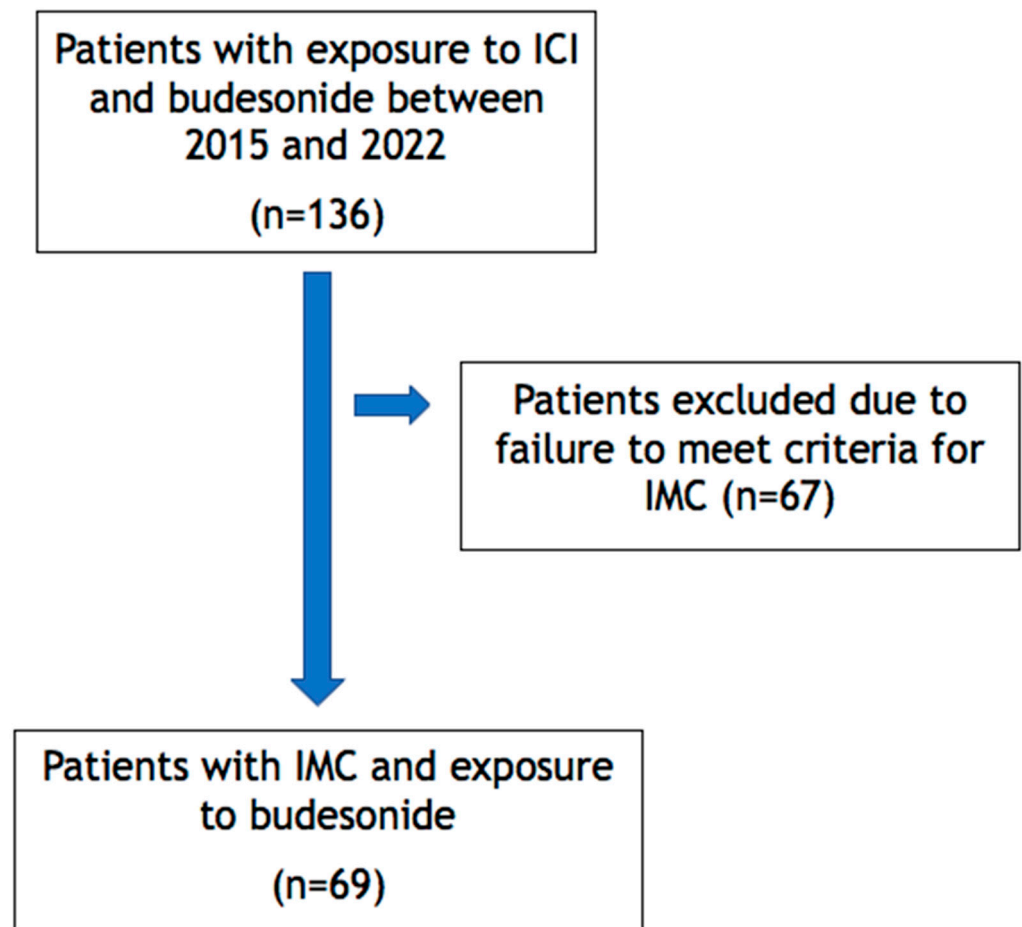 Patients with exposure to ICI
and budesonide between
2015 and 2022
(n=136)
Patients excluded due to
failure to meet criteria for
IMC (n=67)
Patients with IMC and exposure
to budesonide
(n=69)